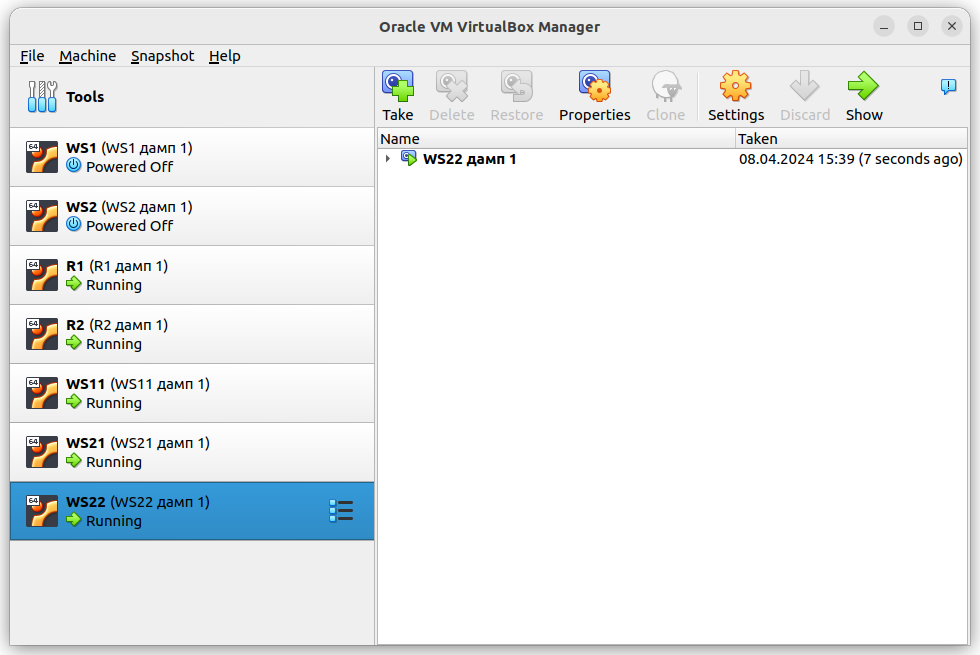 Oracle VM VirtualBox Manager
File Machine Snapshot Help
Tools
Take Delete Restore Properties Clone Settings Discard Show
Name Taken
WS22 дамп 1 08.04.2024 15:39 (7 seconds ago)
64 WS1 (WS1 дамп 1)
Powered Off
64 WS2 (WS2 дамп 1)
Powered Off
64 R1 (R1 дамп 1)
Running
64 R2 (R2 дамп 1)
Running
64 WS11 (WS11 дамп 1)
Running
64 WS21 (WS21 дамп 1)
Running
64 WS22 (WS22 дамп 1)
Running